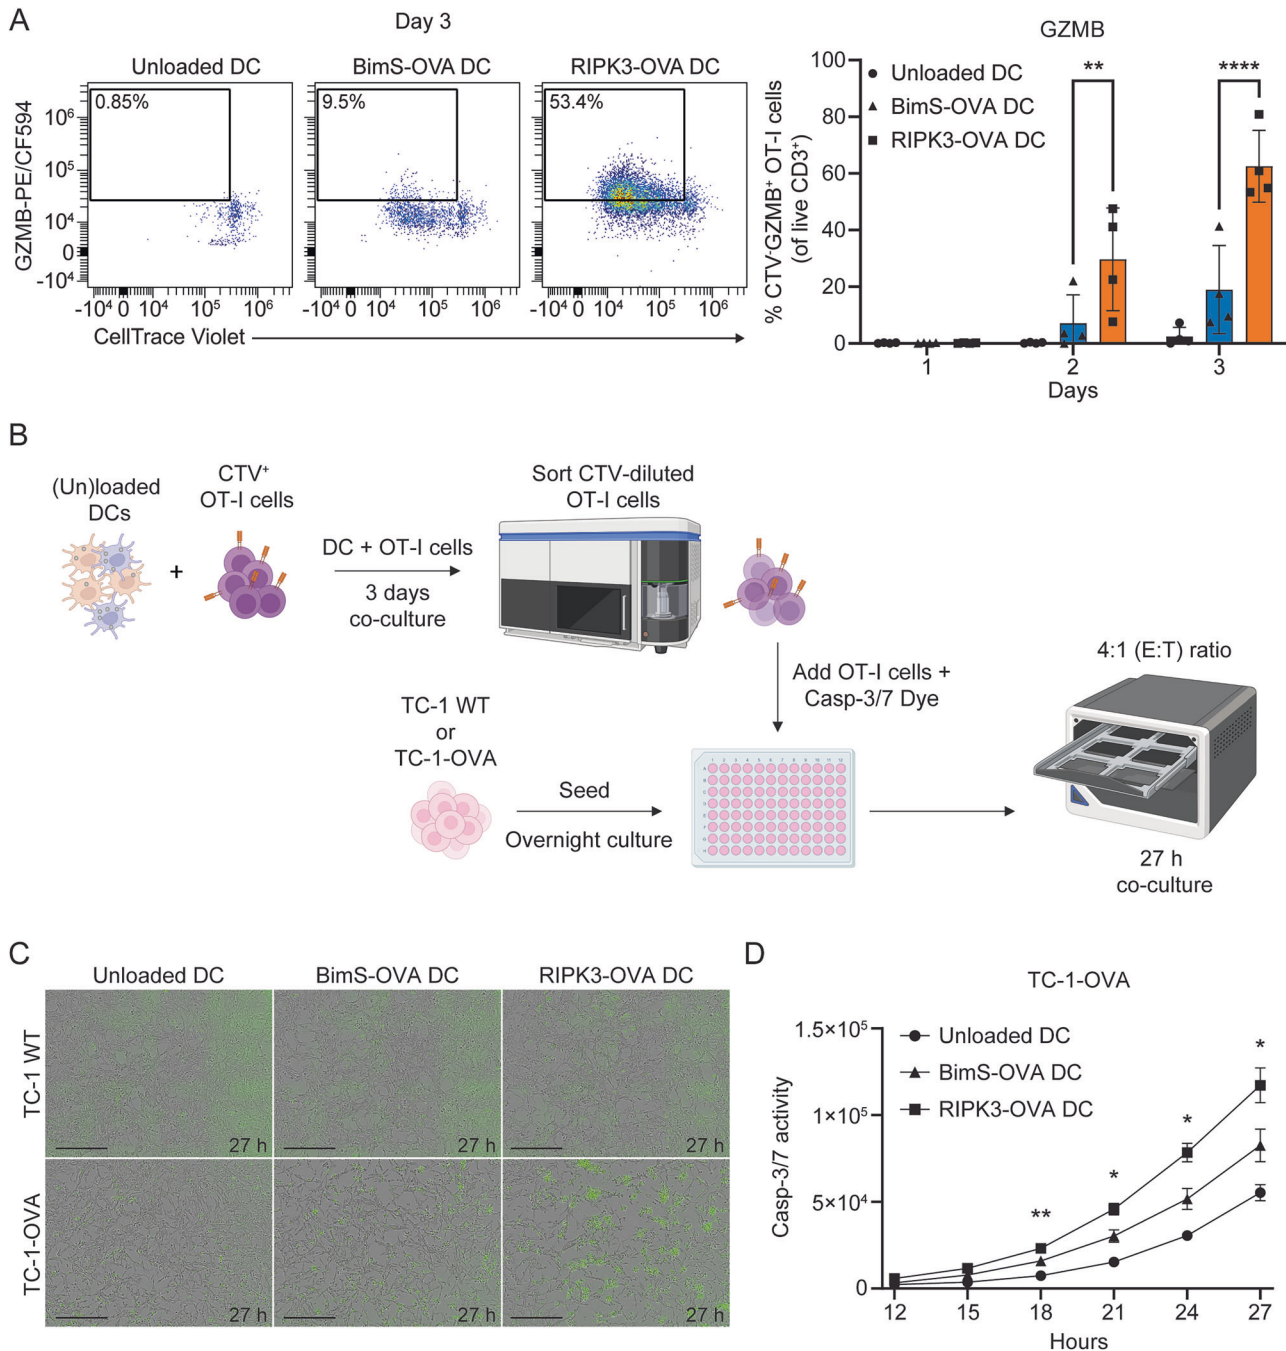 A
Day 3
Unloaded DC
BimS-OVA DC
RIPK3-OVA DC
0.85%
9.5%
53.4%
GZMB-PE/CF594
10⁶
10⁵
10⁴
0
-10⁴
-10⁴ 0 10⁴ 10⁵ 10⁶
-10⁴ 0 10⁴ 10⁵ 10⁶
-10⁴ 0 10⁴ 10⁵ 10⁶
CellTrace Violet
GZMB
% CTV⁻GZMB⁺ OT-I cells
(of live CD3⁺)
100
80
60
40
20
0
Unloaded DC
BimS-OVA DC
RIPK3-OVA DC
**
****
1
2
3
Days
B
(Un)loaded
DCs
+
CTV⁺
OT-I cells
DC + OT-I cells
3 days
co-culture
Sort CTV-diluted
OT-I cells
Add OT-I cells +
Casp-3/7 Dye
TC-1 WT
or
TC-1-OVA
Seed
Overnight culture
4:1 (E:T) ratio
27 h
co-culture
C
Unloaded DC
BimS-OVA DC
RIPK3-OVA DC
TC-1 WT
27 h
27 h
27 h
TC-1-OVA
27 h
27 h
27 h
D
TC-1-OVA
Casp-3/7 activity
1.5×10⁵
1×10⁵
5×10⁴
0
Unloaded DC
BimS-OVA DC
RIPK3-OVA DC
**
*
*
*
12 15 18 21 24 27
Hours